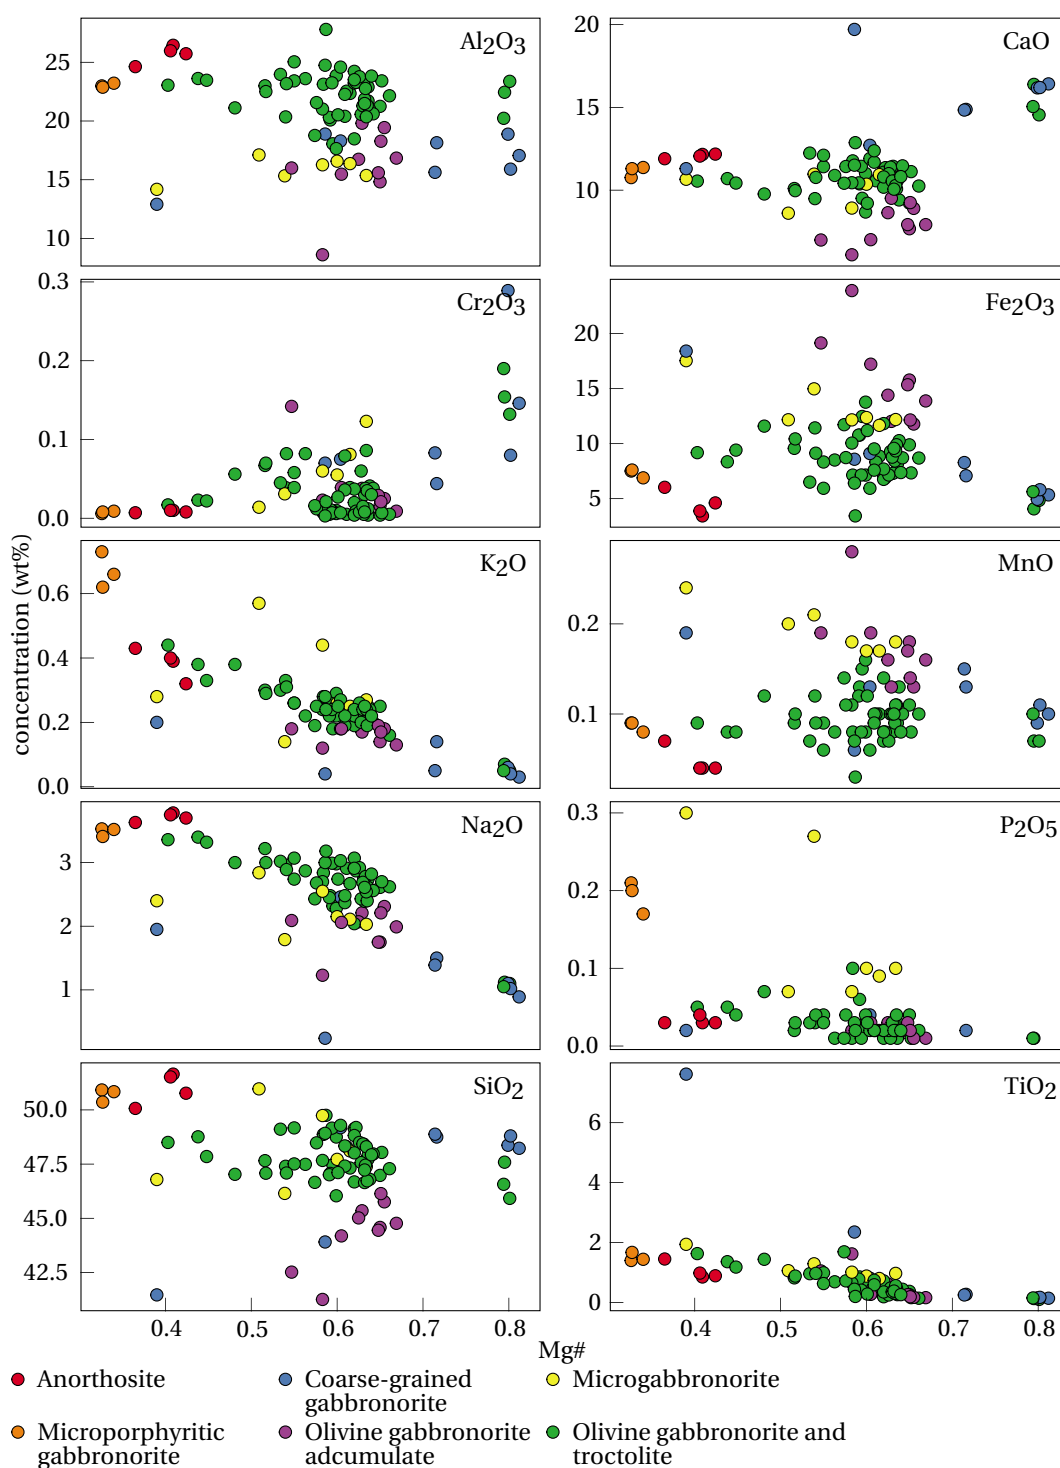 Al2O3
25
20
15
10
CaO
20
15
10
Cr2O3
0.3
0.2
0.1
0.0
Fe2O3
20
15
10
5
concentration (wt%)
K2O
0.6
0.4
0.2
0.0
MnO
0.2
0.1
Na2O
3
2
1
P2O5
0.3
0.2
0.1
0.0
SiO2
50.0
47.5
45.0
42.5
TiO2
6
4
2
0
0.4 0.5 0.6 0.7 0.8
0.4 0.5 0.6 0.7 0.8
Mg#
Anorthosite
Coarse-grained
gabbronorite
Microgabbronorite
Microporphyritic
gabbronorite
Olivine gabbronorite
adcumulate
Olivine gabbronorite and
troctolite